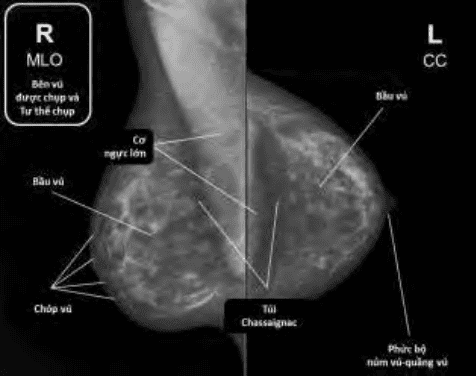 R
MLO
Bên vú
được chụp và
Tư thế chụp
L
CC
Bầu vú
Cơ
ngực lớn
Bầu vú
Chóp vú
Túi
Chassaignac
Phức bộ
núm vú-quầng vú